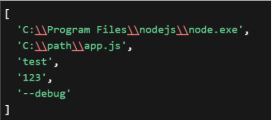 [
'C:\\Program Files\\nodejs\\node.exe',
'C:\\path\\app.js',
'test',
'123',
'--debug'
]